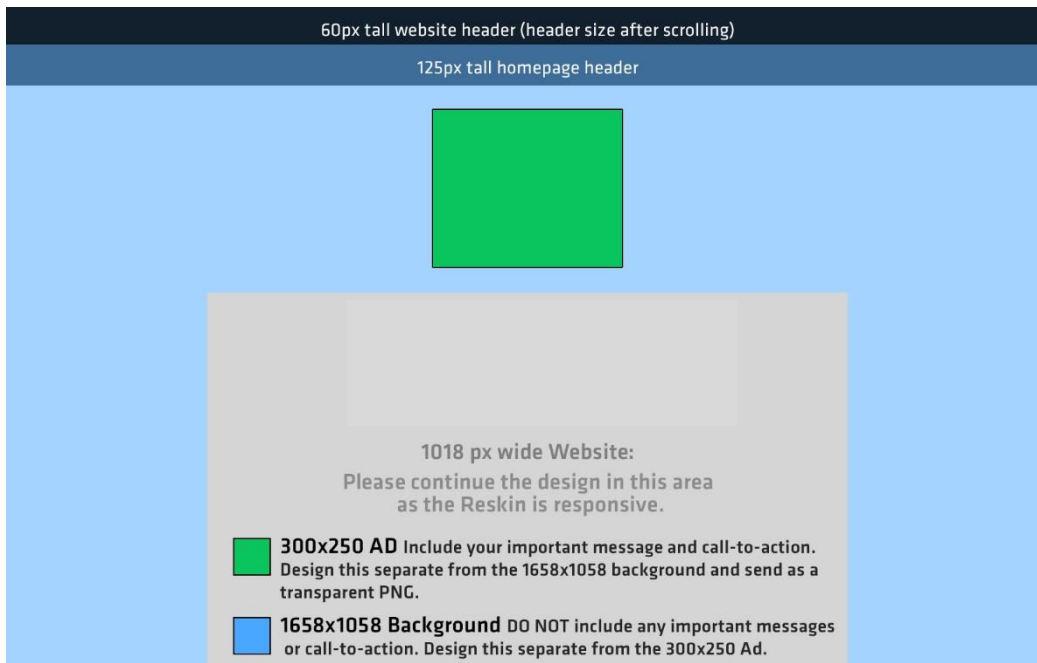 60px tall website header (header size after scrolling)
125px tall homepage header
1018 px wide Website:
Please continue the design in this area
as the Reskin is responsive.
300x250 AD Include your important message and call-to-action.
Design this separate from the 1658x1058 background and send as a
transparent PNG.
1658x1058 Background DO NOT include any important messages
or call-to-action. Design this separate from the 300x250 Ad.